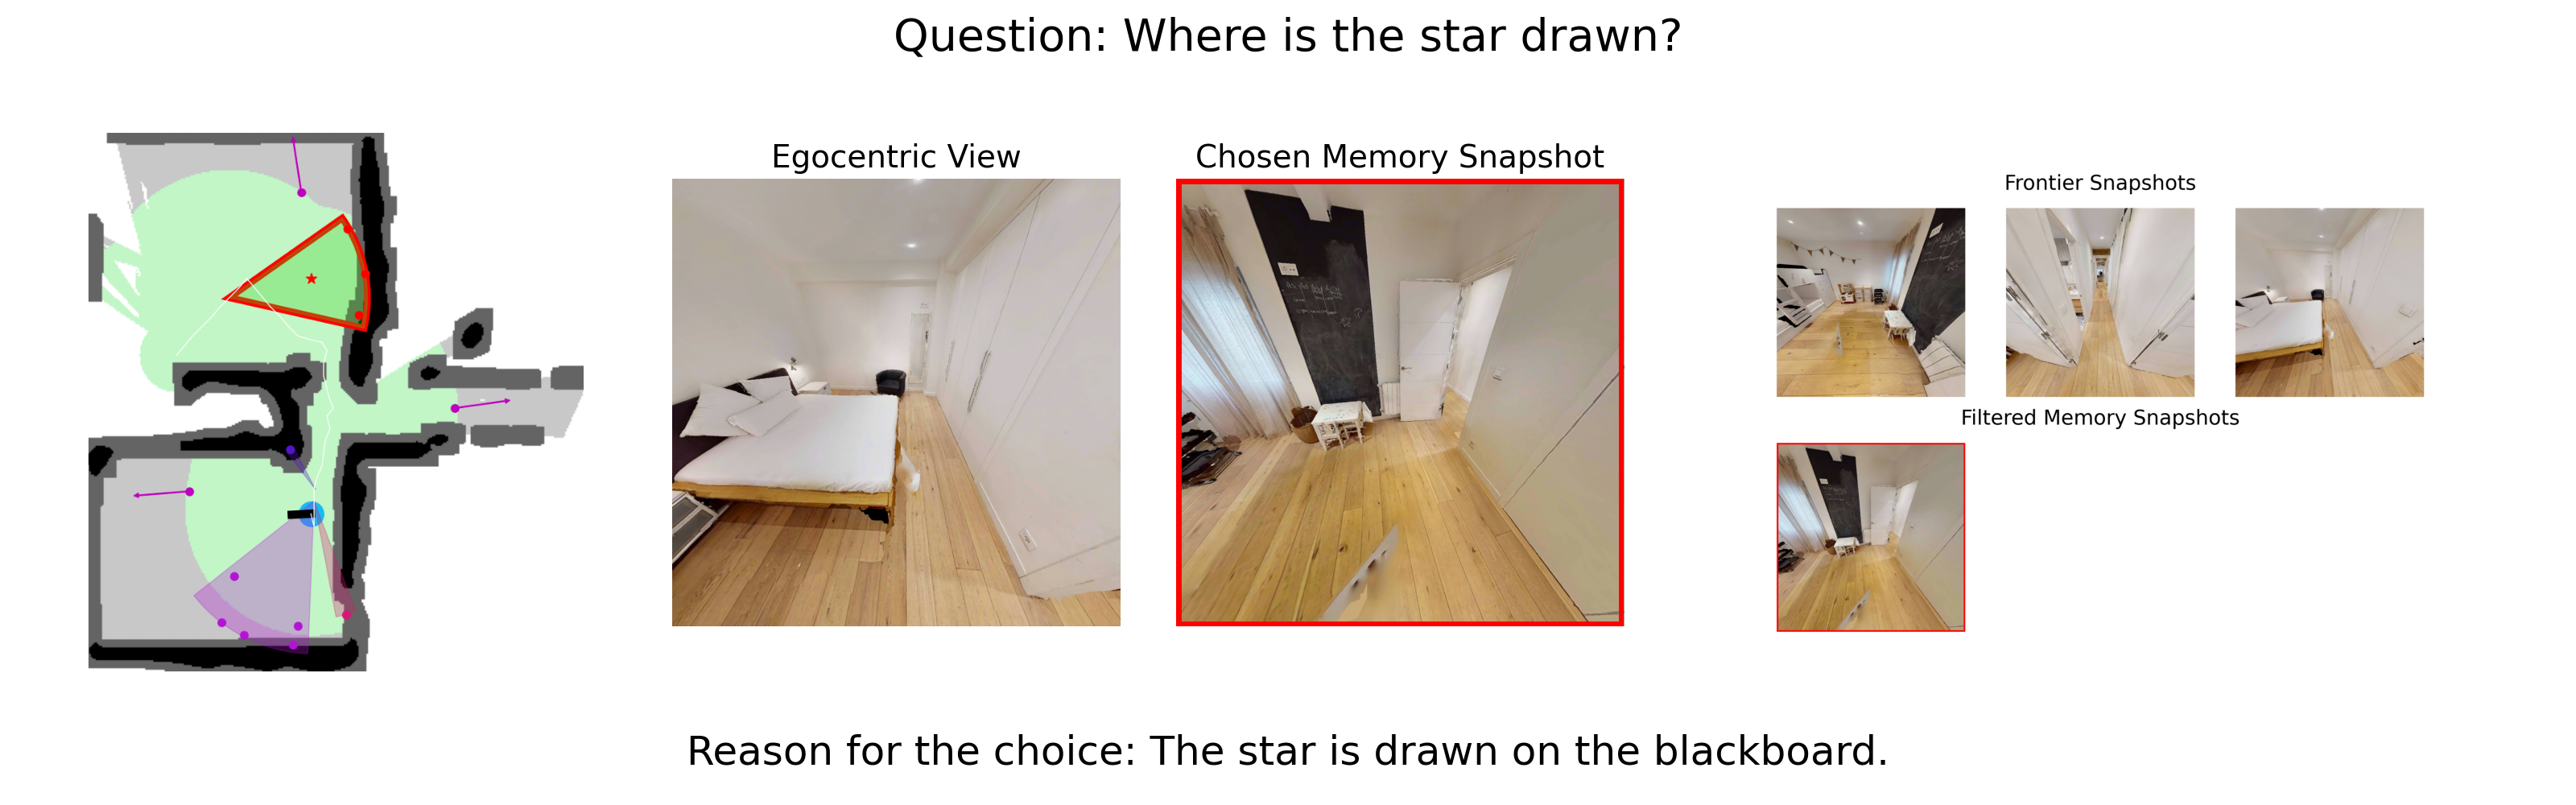 Question: Where is the star drawn?
Egocentric View
Chosen Memory Snapshot
Frontier Snapshots
Filtered Memory Snapshots
Reason for the choice: The star is drawn on the blackboard.